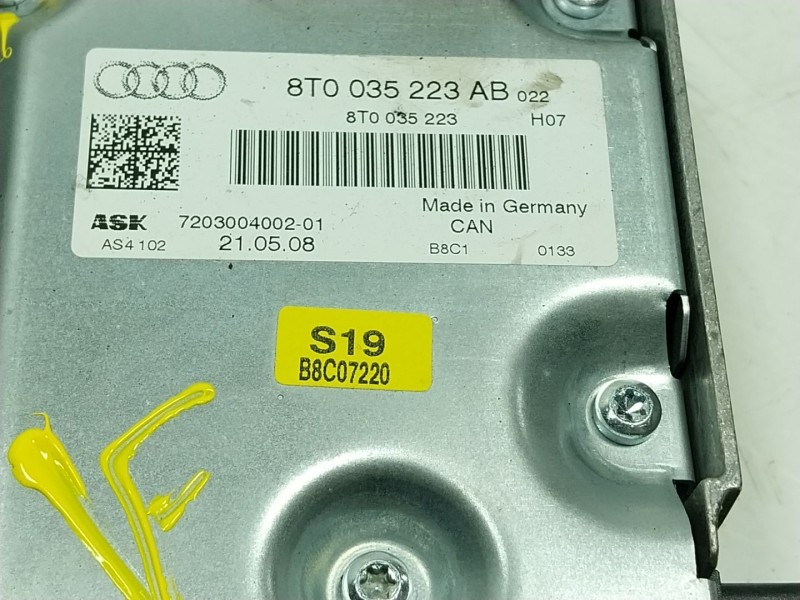 8T0 035 223 AB 022
8T0 035 223 H07
ASK 7203004002-01
Made in Germany
CAN
AS4 102 21.05.08 B8C1 0133
S19
B8C07220